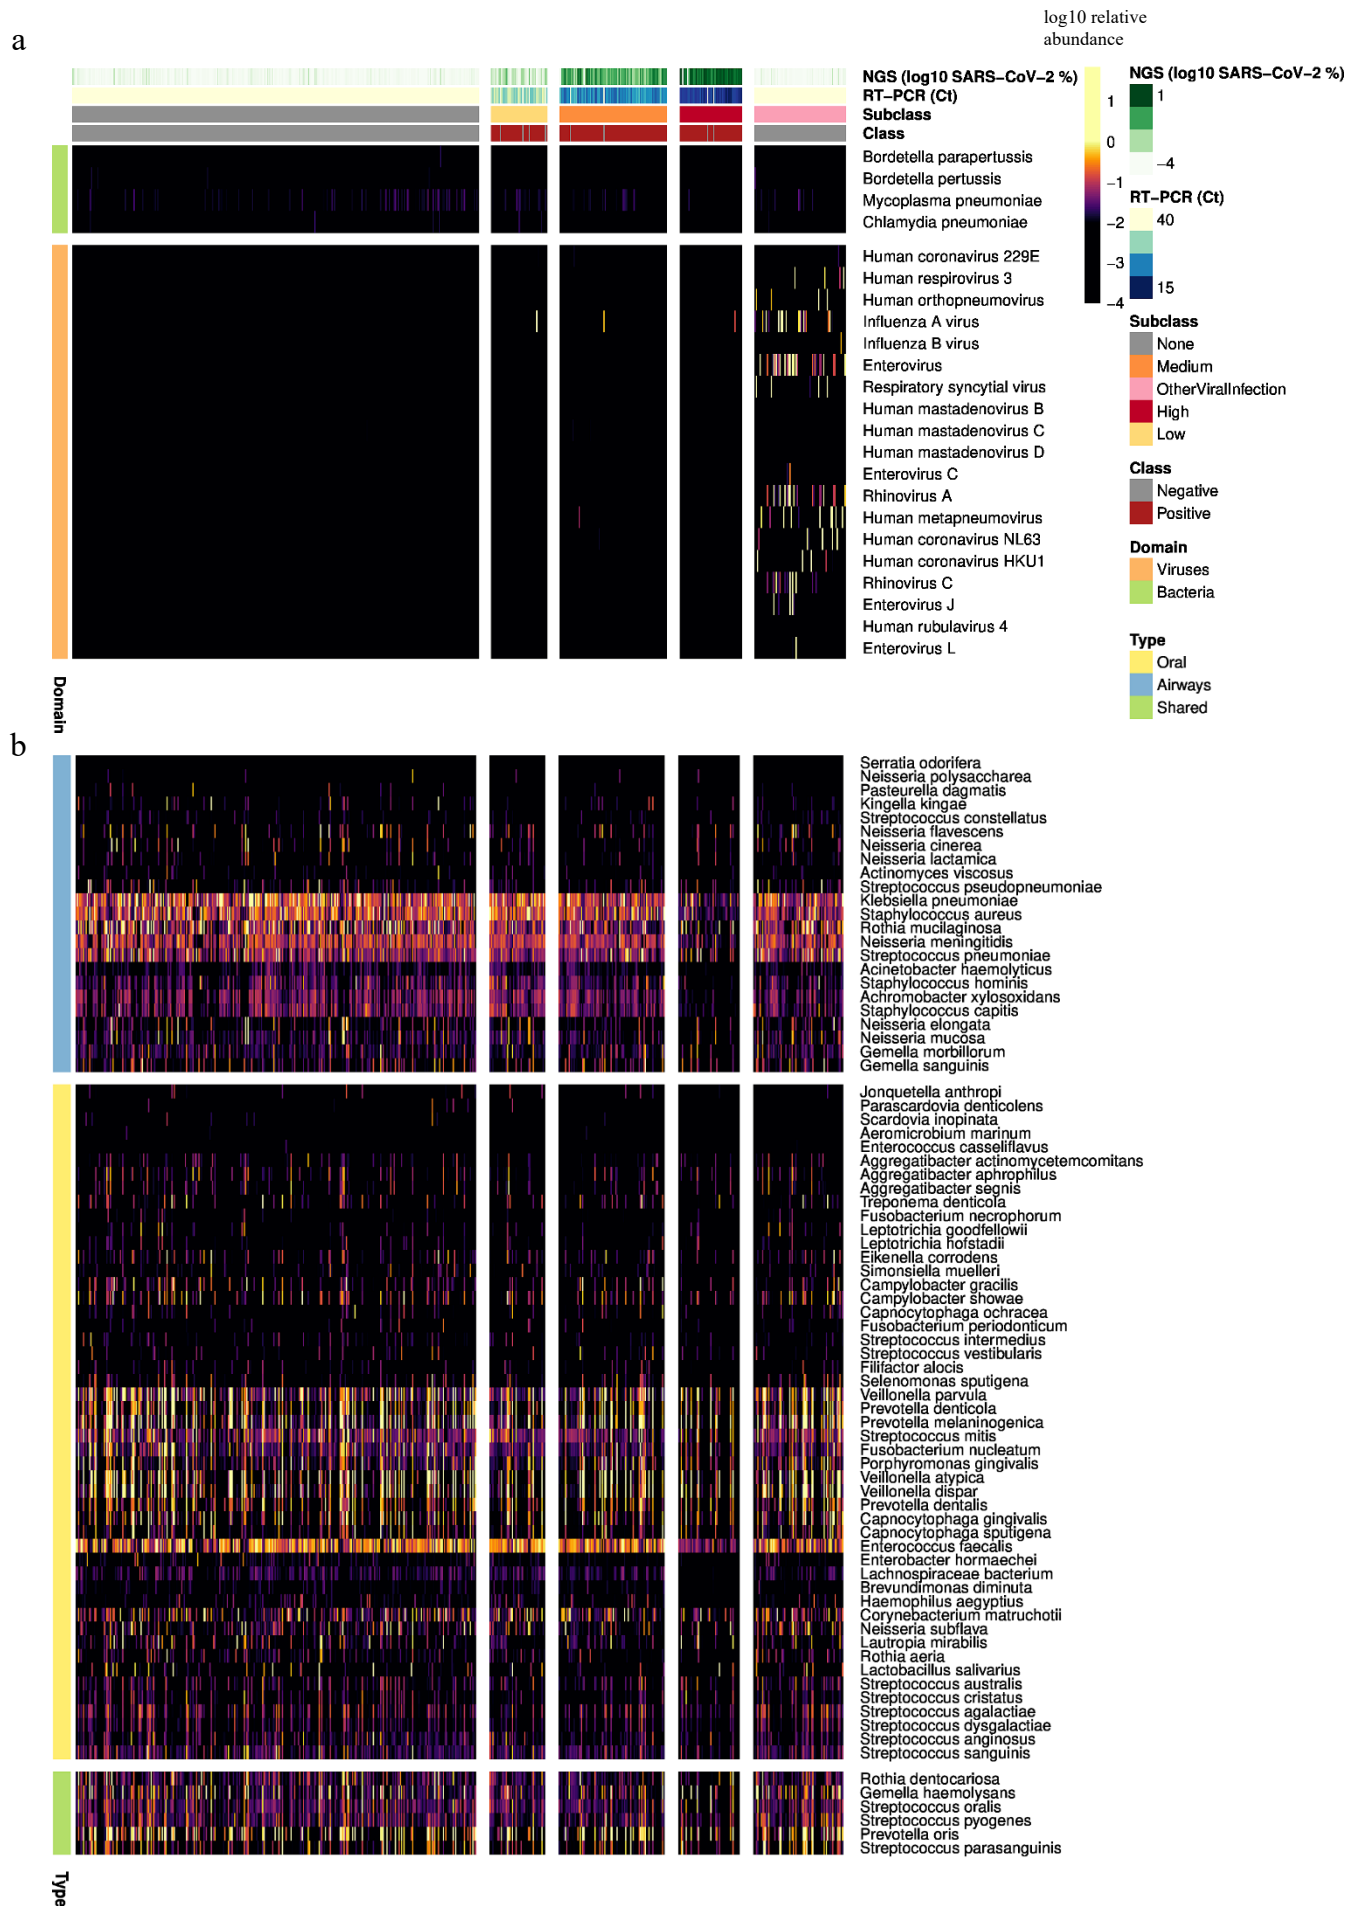 a
log10 relative
abundance
NGS (log10 SARS-CoV-2 %)
RT-PCR (Ct)
Subclass
Class
Bordetella parapertussis
Bordetella pertussis
Mycoplasma pneumoniae
Chlamydia pneumoniae
Human coronavirus 229E
Human respirovirus 3
Human orthopneumovirus
Influenza A virus
Influenza B virus
Enterovirus
Respiratory syncytial virus
Human mastadenovirus B
Human mastadenovirus C
Human mastadenovirus D
Enterovirus C
Rhinovirus A
Human metapneumovirus
Human coronavirus NL63
Human coronavirus HKU1
Rhinovirus C
Enterovirus J
Human rubulavirus 4
Enterovirus L
Domain
1
0
-1
-2
-3
-4
NGS (log10 SARS-CoV-2 %)
1
-4
RT-PCR (Ct)
40
15
Subclass
None
Medium
OtherViralInfection
High
Low
Class
Negative
Positive
Domain
Viruses
Bacteria
Type
Oral
Airways
Shared
b
Serratia odorifera
Neisseria polysaccharea
Pasteurella dagmatis
Kingella kingae
Streptococcus constellatus
Neisseria flavescens
Neisseria cinerea
Neisseria lactamica
Actinomyces viscosus
Streptococcus pseudopneumoniae
Klebsiella pneumoniae
Staphylococcus aureus
Rothia mucilaginosa
Neisseria meningitidis
Streptococcus pneumoniae
Acinetobacter haemolyticus
Staphylococcus hominis
Achromobacter xylosoxidans
Staphylococcus capitis
Neisseria elongata
Neisseria mucosa
Gemella morbillorum
Gemella sanguinis
Jonquetella anthropi
Parascardovia denticolens
Scardovia inopinata
Aeromicrobium marinum
Enterococcus casseliflavus
Aggregatibacter actinomycetemcomitans
Aggregatibacter aphrophilus
Aggregatibacter segnis
Treponema denticola
Fusobacterium necrophorum
Leptotrichia goodfellowii
Leptotrichia hofstadii
Eikenella corrodens
Simonsiella muelleri
Campylobacter gracilis
Campylobacter showae
Capnocytophaga ochracea
Fusobacterium periodonticum
Streptococcus intermedius
Streptococcus vestibularis
Filifactor alocis
Selenomonas sputigena
Veillonella parvula
Prevotella denticola
Prevotella melaninogenica
Streptococcus mitis
Fusobacterium nucleatum
Porphyromonas gingivalis
Veillonella atypica
Veillonella dispar
Prevotella dentalis
Capnocytophaga gingivalis
Capnocytophaga sputigena
Enterococcus faecalis
Enterobacter hormaechei
Lachnospiraceae bacterium
Brevundimonas diminuta
Haemophilus aegyptius
Corynebacterium matruchotii
Neisseria subflava
Lautropia mirabilis
Rothia aeria
Lactobacillus salivarius
Streptococcus australis
Streptococcus cristatus
Streptococcus agalactiae
Streptococcus dysgalactiae
Streptococcus anginosus
Streptococcus sanguinis
Rothia dentocariosa
Gemella haemolysans
Streptococcus oralis
Streptococcus pyogenes
Prevotella oris
Streptococcus parasanguinis
Type